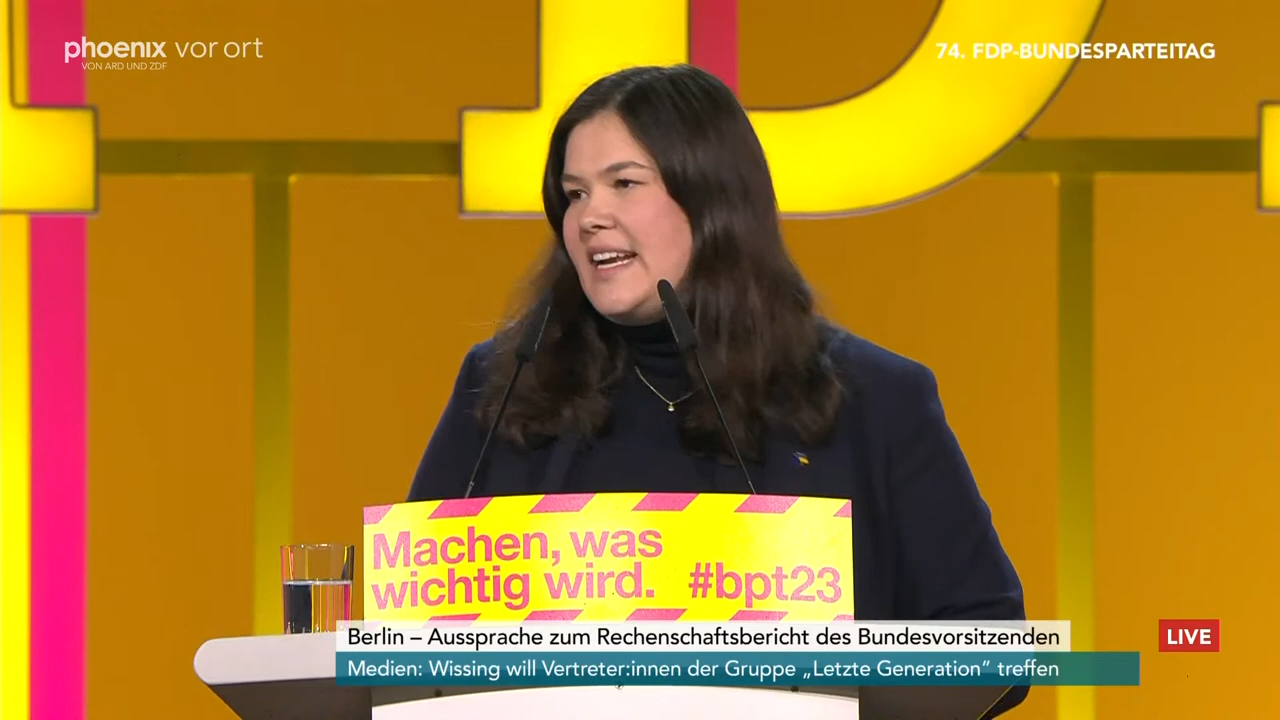 phoenix vor ort
VON ARD UND ZDF
74. FDP-BUNDESPARTEITAG
Machen, was
wichtig wird. #bpt23
Berlin – Aussprache zum Rechenschaftsbericht des Bundesvorsitzenden
LIVE
Medien: Wissing will Vertreter:innen der Gruppe „Letzte Generation“ treffen